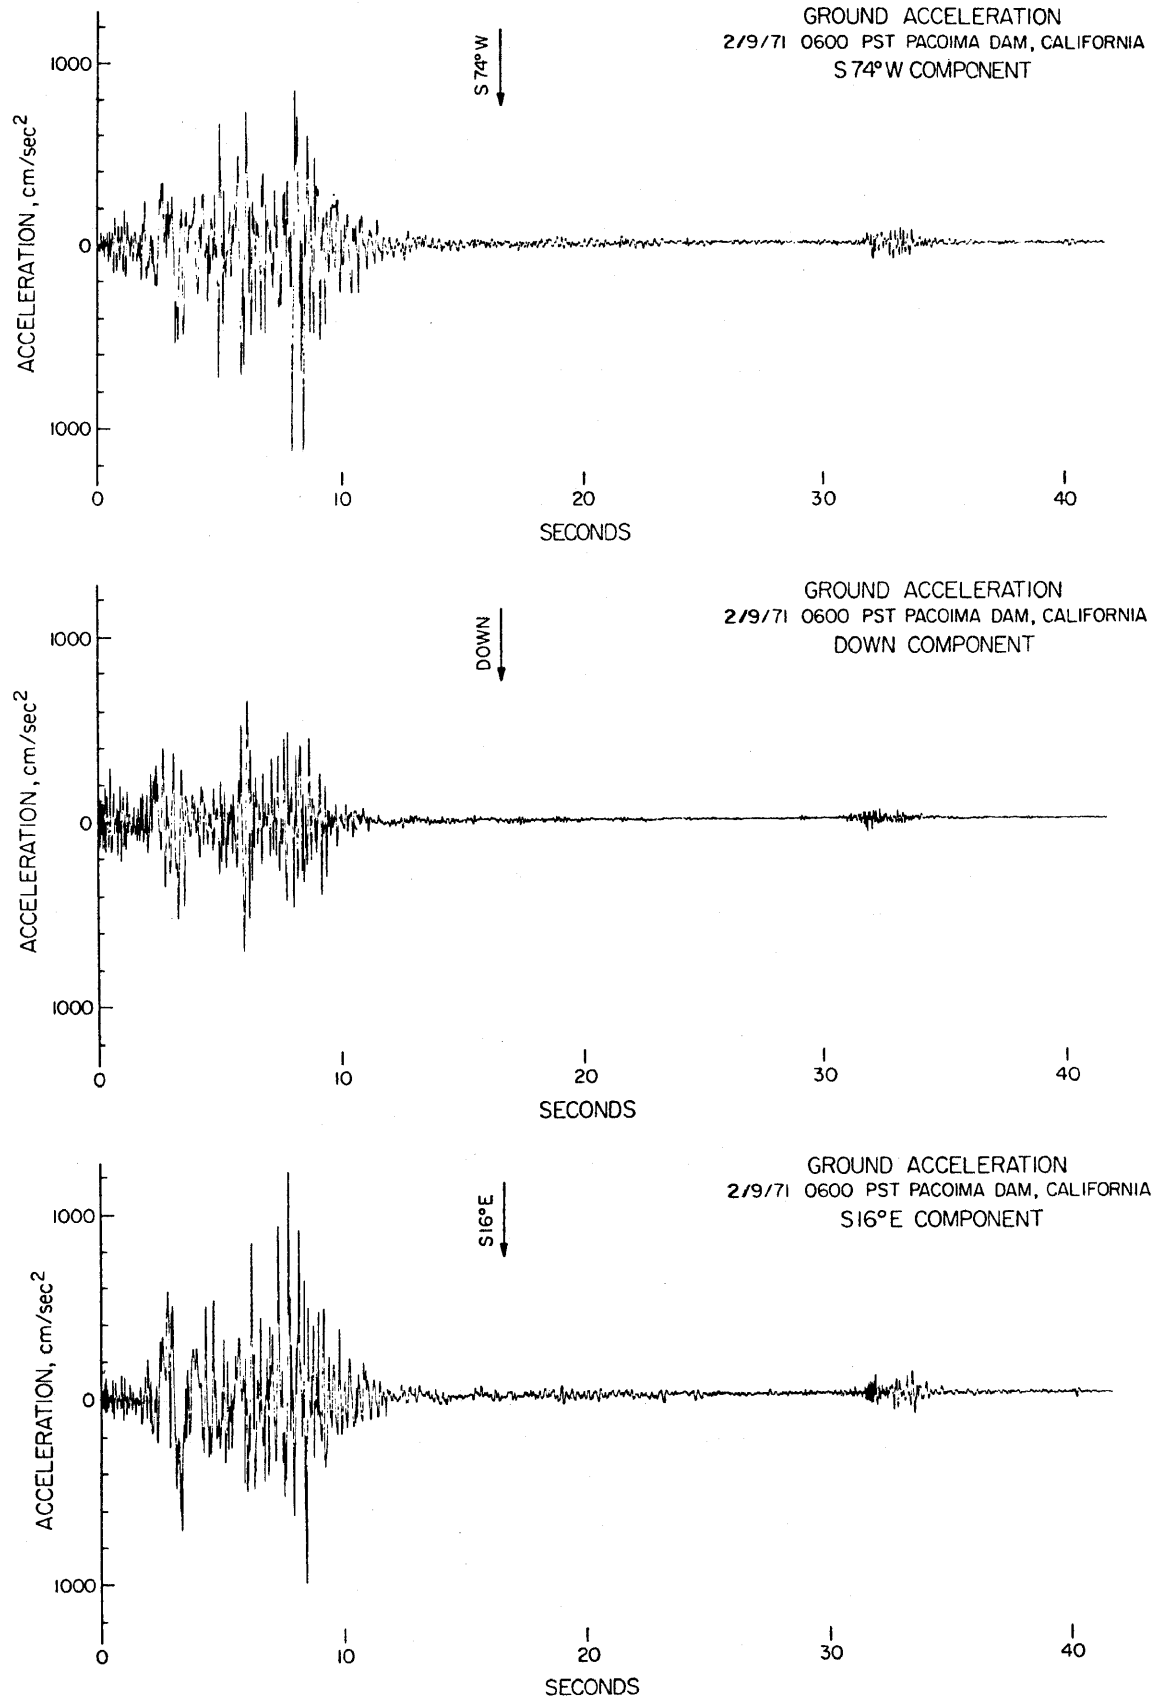 GROUND ACCELERATION
2/9/71 0600 PST PACOIMA DAM, CALIFORNIA
S 74° W COMPONENT
S 74° W
ACCELERATION, cm/sec²
1000
0
1000
0 10 20 30 40
SECONDS
GROUND ACCELERATION
2/9/71 0600 PST PACOIMA DAM, CALIFORNIA
DOWN COMPONENT
DOWN
ACCELERATION, cm/sec²
1000
0
1000
0 10 20 30 40
SECONDS
GROUND ACCELERATION
2/9/71 0600 PST PACOIMA DAM, CALIFORNIA
S16°E COMPONENT
S16°E
ACCELERATION, cm/sec²
1000
0
1000
0 10 20 30 40
SECONDS